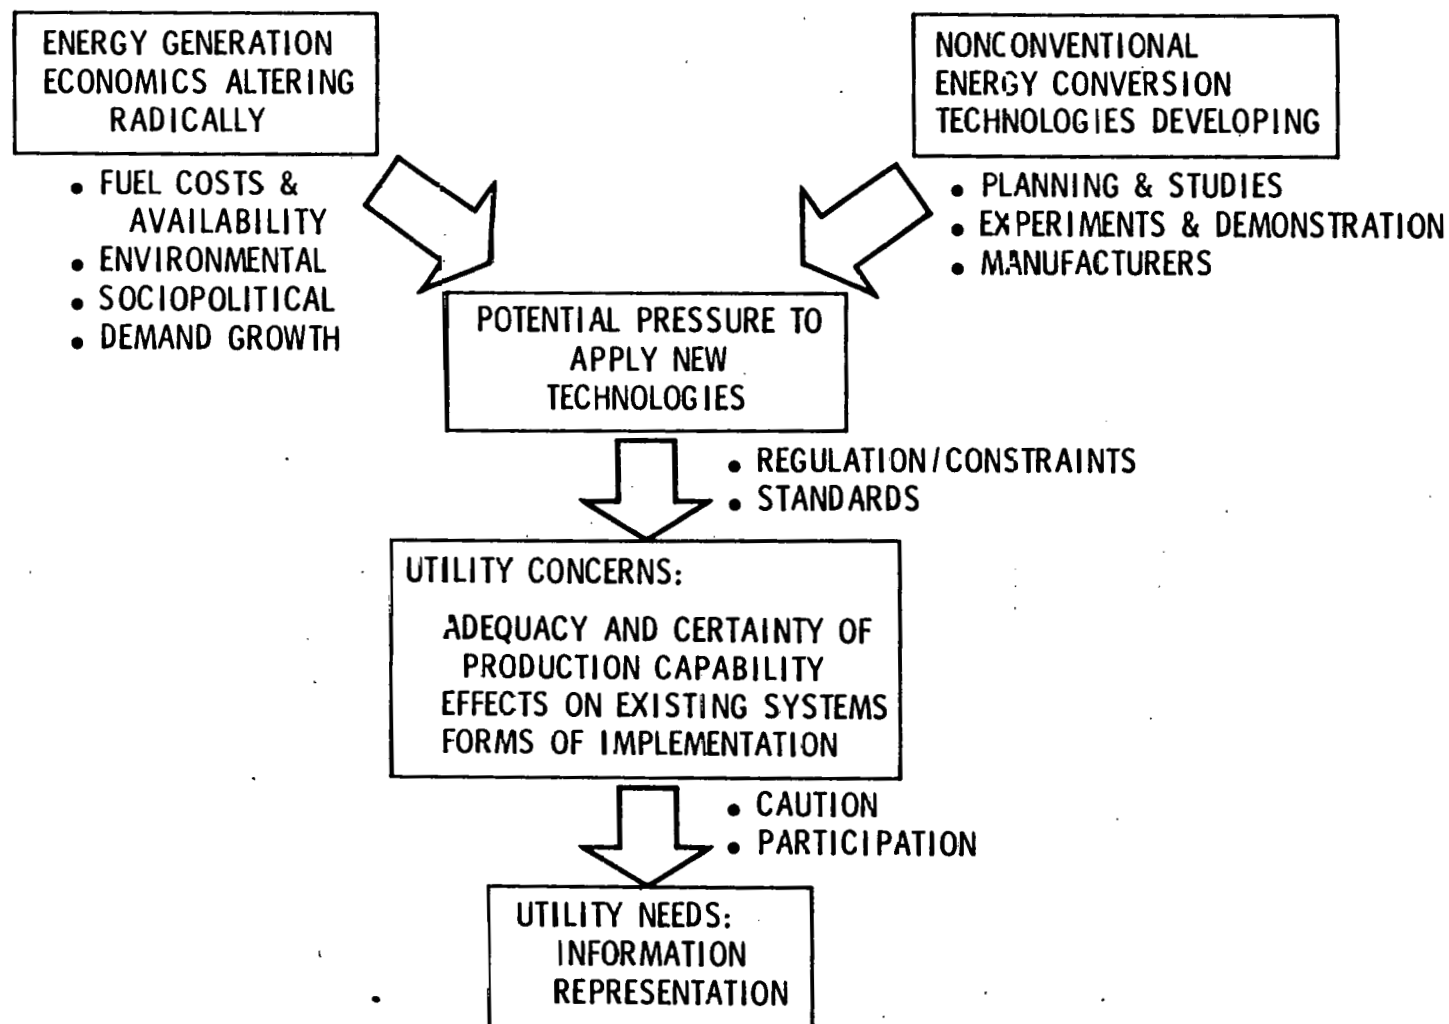 ENERGY GENERATION
ECONOMICS ALTERING
RADICALLY
• FUEL COSTS &
AVAILABILITY
• ENVIRONMENTAL
• SOCIOPOLITICAL
• DEMAND GROWTH
NONCONVENTIONAL
ENERGY CONVERSION
TECHNOLOGIES DEVELOPING
• PLANNING & STUDIES
• EXPERIMENTS & DEMONSTRATION
• MANUFACTURERS
POTENTIAL PRESSURE TO
APPLY NEW
TECHNOLOGIES
• REGULATION/CONSTRAINTS
• STANDARDS
UTILITY CONCERNS:
ADEQUACY AND CERTAINTY OF
PRODUCTION CAPABILITY
EFFECTS ON EXISTING SYSTEMS
FORMS OF IMPLEMENTATION
• CAUTION
• PARTICIPATION
UTILITY NEEDS:
INFORMATION
REPRESENTATION